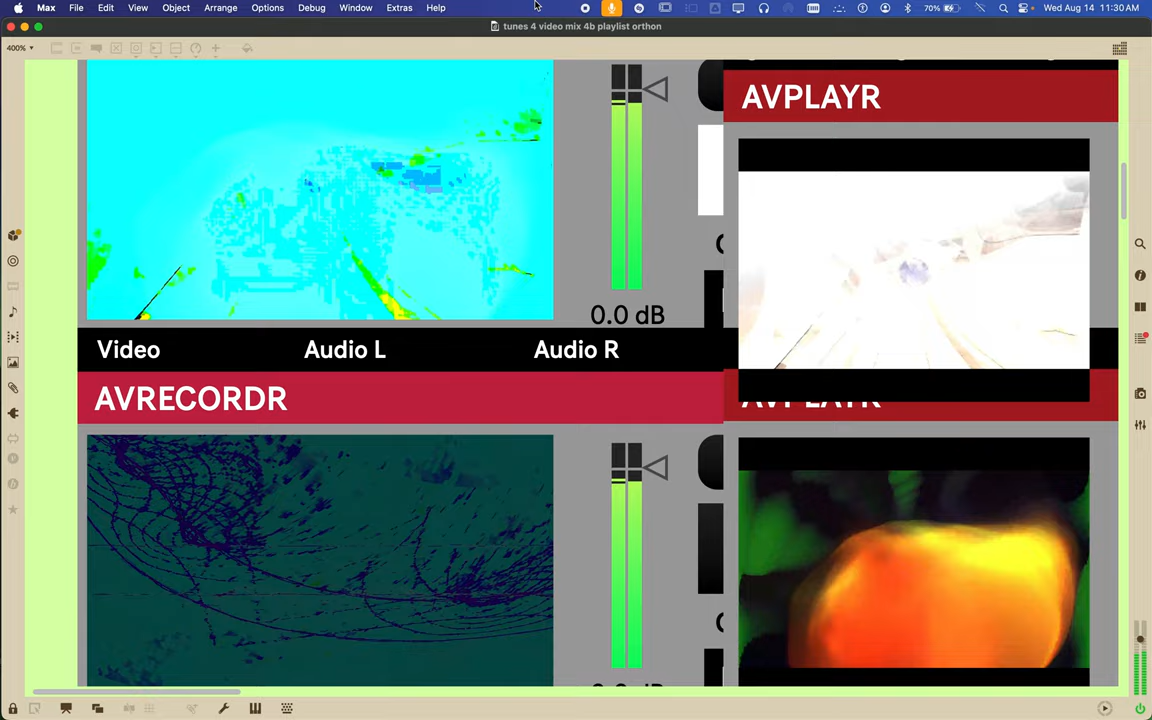 Max File Edit View Object Arrange Options Debug Window Extras Help 70% Wed Aug 14 11:30 AM
tunes 4 video mix 4b playlist orthon
400%
AVPLAYR
0.0 dB
Video Audio L Audio R
AVRECORDR